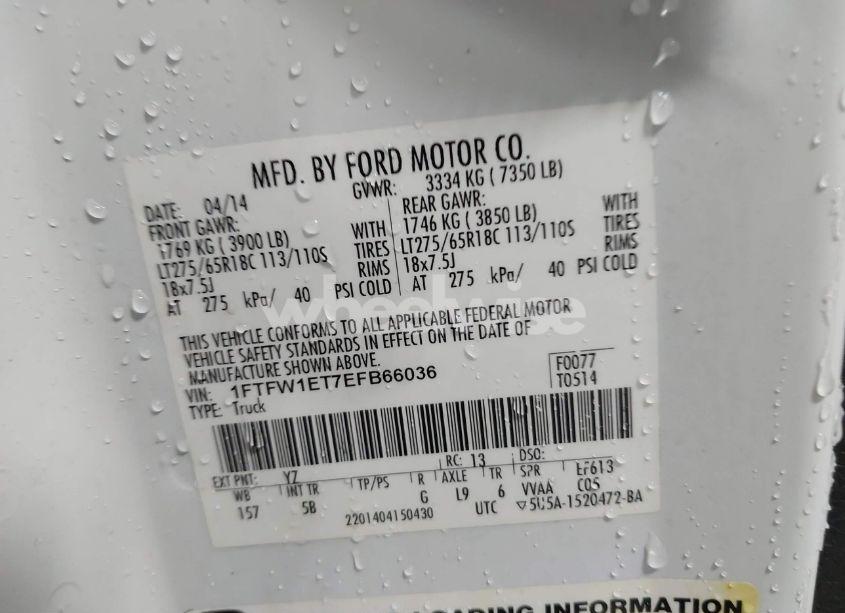 MFD. BY FORD MOTOR CO.
DATE: 04/14 GVWR: 3334 KG ( 7350 LB)
FRONT GAWR: REAR GAWR:
1769 KG ( 3900 LB) WITH 1746 KG ( 3850 LB) WITH
LT275/65R18C 113/110S TIRES LT275/65R18C 113/110S TIRES
18x7.5J RIMS 18x7.5J RIMS
AT 275 kPa/ 40 PSI COLD AT 275 kPa/ 40 PSI COLD
wheelwise
THIS VEHICLE CONFORMS TO ALL APPLICABLE FEDERAL MOTOR
VEHICLE SAFETY STANDARDS IN EFFECT ON THE DATE OF
MANUFACTURE SHOWN ABOVE.
VIN: 1FTFW1ET7EFB66036 F0077
TYPE: Truck T0514
EXT PNT: YZ RC: 13 DSO:
WB INT TR TP/PS R AXLE TR SPR EF613
157 5B G L9 6 VVAA C05
2201404150430 UTC ▽5U5A-1520472-BA
LOADING INFORMATION